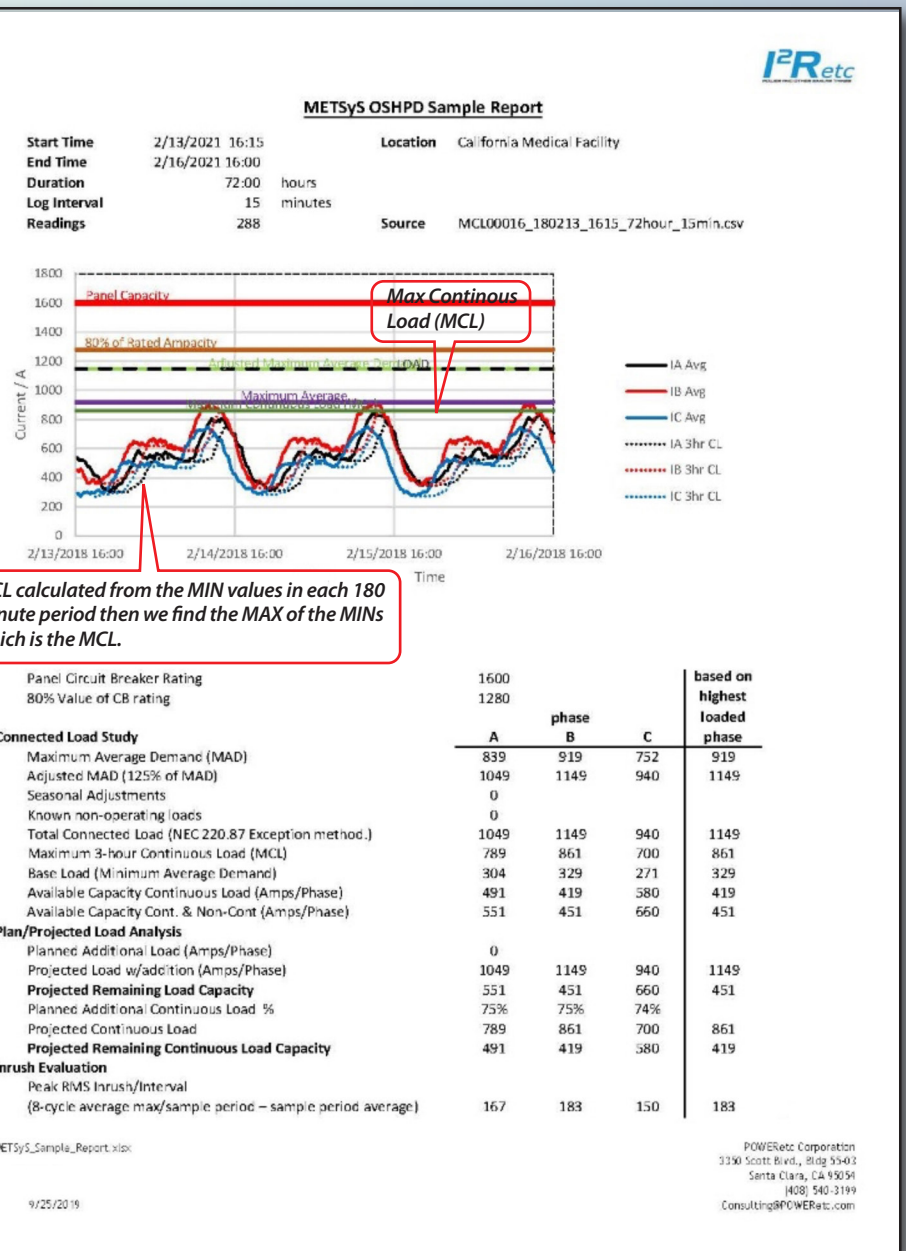 I²Retc
METSyS OSHPD Sample Report
Start Time 2/13/2021 16:15 Location California Medical Facility
End Time 2/16/2021 16:00
Duration 72:00 hours
Log Interval 15 minutes
Readings 288 Source MCL00016_180213_1615_72hour_15min.csv
1800
1600
1400
1200
1000
800
600
400
200
0
Current / A
Panel Capacity
80% of Rated Ampacity
Adjusted Maximum Average
Maximum Average
Continuous Load
Max Continous
Load (MCL)
IA Avg
IB Avg
IC Avg
IA 3hr CL
IB 3hr CL
IC 3hr CL
2/13/2018 16:00 2/14/2018 16:00 2/15/2018 16:00 2/16/2018 16:00
Time
CL calculated from the MIN values in each 180
nute period then we find the MAX of the MINs
ich is the MCL.
Panel Circuit Breaker Rating 1600 based on
80% Value of CB rating 1280 highest
phase loaded
Connected Load Study A B C phase
Maximum Average Demand (MAD) 839 919 752 919
Adjusted MAD (125% of MAD) 1049 1149 940 1149
Seasonal Adjustments 0
Known non-operating loads 0
Total Connected Load (NEC 220.87 Exception method.) 1049 1149 940 1149
Maximum 3-hour Continuous Load (MCL) 789 861 700 861
Base Load (Minimum Average Demand) 304 329 271 329
Available Capacity Continuous Load (Amps/Phase) 491 419 580 419
Available Capacity Cont. & Non-Cont (Amps/Phase) 551 451 660 451
Plan/Projected Load Analysis
Planned Additional Load (Amps/Phase) 0
Projected Load w/addition (Amps/Phase) 1049 1149 940 1149
Projected Remaining Load Capacity 551 451 660 451
Planned Additional Continuous Load % 75% 75% 74%
Projected Continuous Load 789 861 700 861
Projected Remaining Continuous Load Capacity 491 419 580 419
nrush Evaluation
Peak RMS Inrush/Interval
(8-cycle average max/sample period – sample period average) 167 183 150 183
METSyS_Sample_Report.xlsx
9/25/2019
POWERetc Corporation
3350 Scott Blvd., Bldg 55-03
Santa Clara, CA 95054
(408) 540-3199
Consulting@POWERetc.com